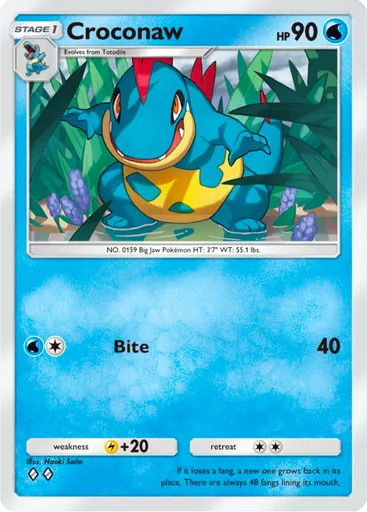 STAGE 1
Croconaw
HP 90
Evolves from Totodile
NO. 0159 Big Jaw Pokémon HT: 3'7" WT: 55.1 lbs.
Bite 40
weakness +20 retreat
Illus. Naoki Saito
If it loses a fang, a new one grows back in its
place. There are always 48 fangs lining its mouth.